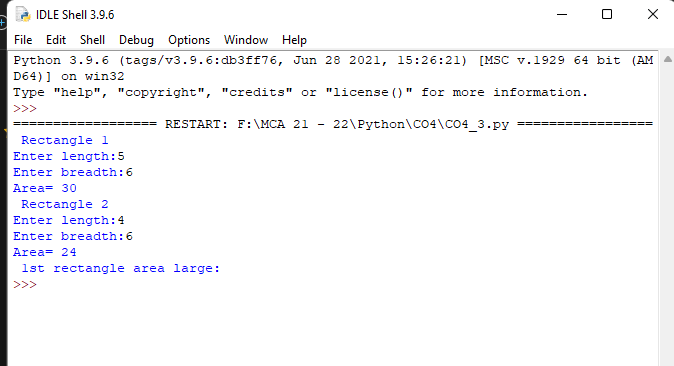 IDLE Shell 3.9.6
File Edit Shell Debug Options Window Help
Python 3.9.6 (tags/v3.9.6:db3ff76, Jun 28 2021, 15:26:21) [MSC v.1929 64 bit (AM
D64)] on win32
Type "help", "copyright", "credits" or "license()" for more information.
>>>
================== RESTART: F:\MCA 21 - 22\Python\CO4\CO4_3.py =================
Rectangle 1
Enter length:5
Enter breadth:6
Area= 30
Rectangle 2
Enter length:4
Enter breadth:6
Area= 24
1st rectangle area large:
>>>